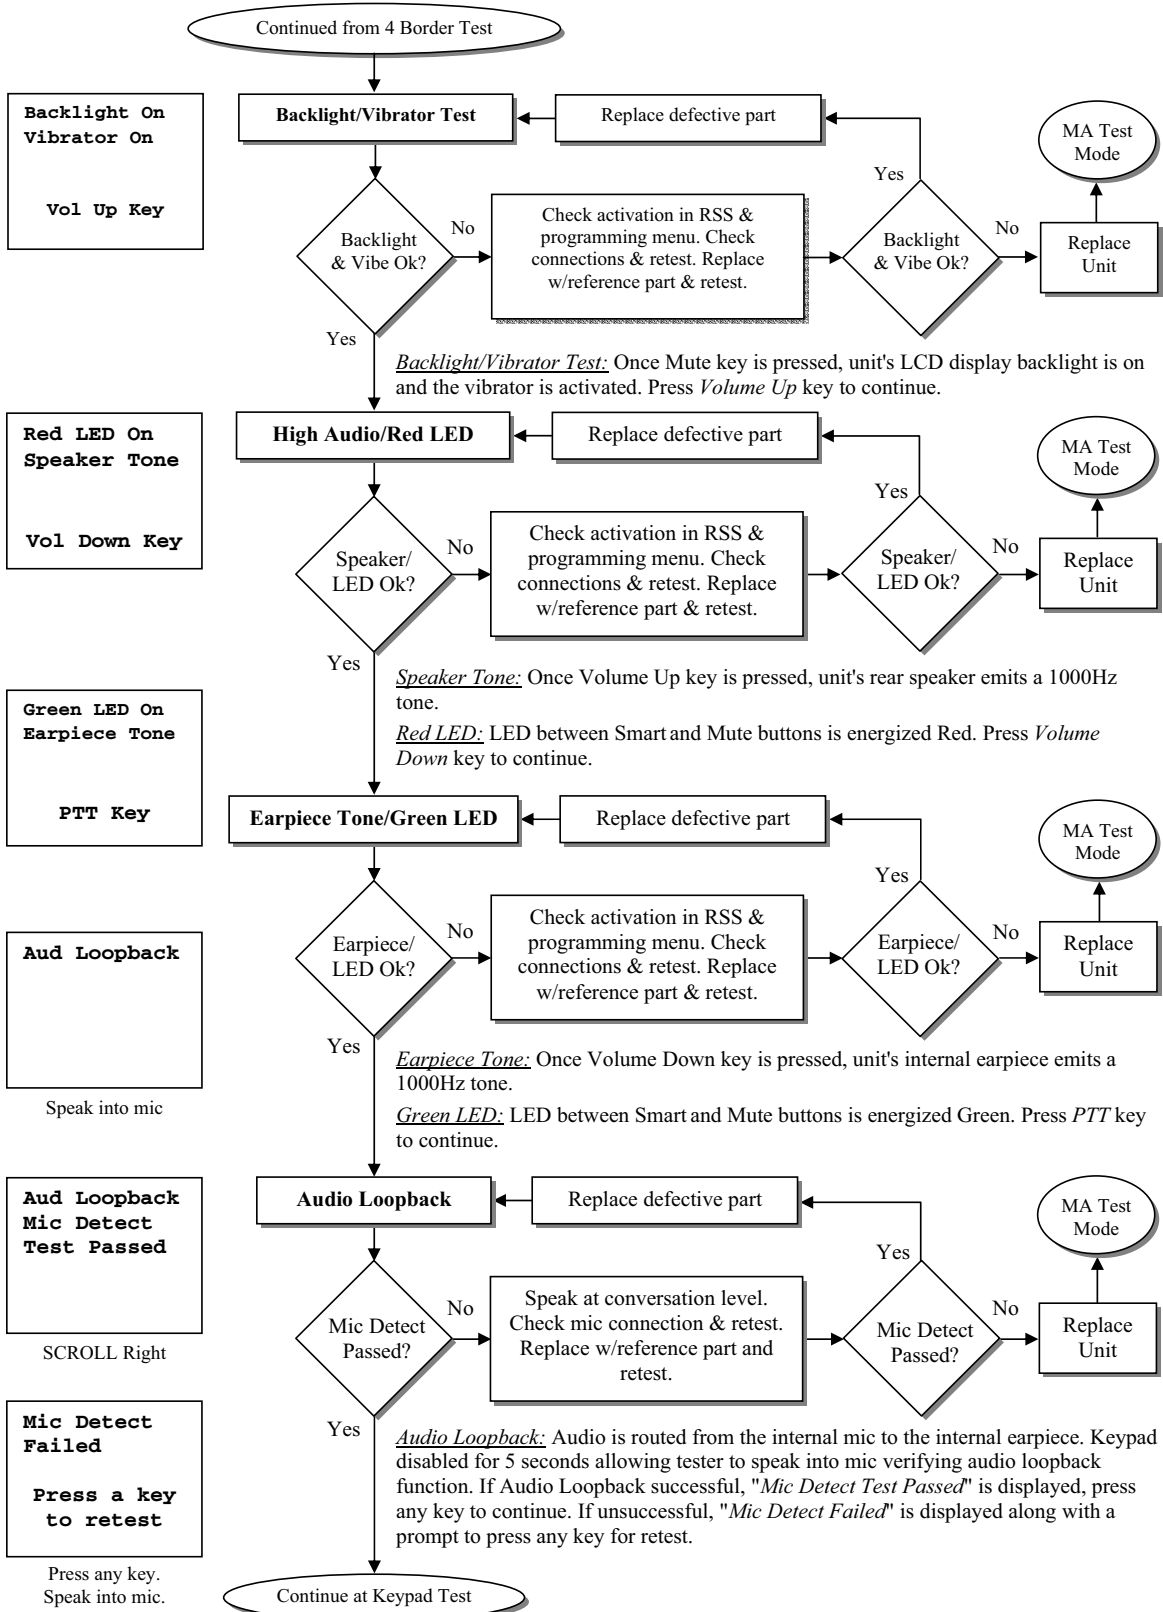 Continued from 4 Border Test
Backlight On
Vibrator On
Vol Up Key
Backlight/Vibrator Test
Replace defective part
MA Test
Mode
Yes
Backlight
& Vibe Ok?
No
Check activation in RSS &
programming menu. Check
connections & retest. Replace
w/reference part & retest.
Backlight
& Vibe Ok?
No
Replace
Unit
Yes
Backlight/Vibrator Test: Once Mute key is pressed, unit's LCD display backlight is on
and the vibrator is activated. Press Volume Up key to continue.
Red LED On
Speaker Tone
Vol Down Key
High Audio/Red LED
Replace defective part
MA Test
Mode
Yes
Speaker/
LED Ok?
No
Check activation in RSS &
programming menu. Check
connections & retest. Replace
w/reference part & retest.
Speaker/
LED Ok?
No
Replace
Unit
Yes
Speaker Tone: Once Volume Up key is pressed, unit's rear speaker emits a 1000Hz
tone.
Red LED: LED between Smart and Mute buttons is energized Red. Press Volume
Down key to continue.
Green LED On
Earpiece Tone
PTT Key
Earpiece Tone/Green LED
Replace defective part
MA Test
Mode
Yes
Earpiece/
LED Ok?
No
Check activation in RSS &
programming menu. Check
connections & retest. Replace
w/reference part & retest.
Earpiece/
LED Ok?
No
Replace
Unit
Yes
Aud Loopback
Speak into mic
Earpiece Tone: Once Volume Down key is pressed, unit's internal earpiece emits a
1000Hz tone.
Green LED: LED between Smart and Mute buttons is energized Green. Press PTT key
to continue.
Aud Loopback
Mic Detect
Test Passed
SCROLL Right
Audio Loopback
Replace defective part
MA Test
Mode
Yes
Mic Detect
Passed?
No
Speak at conversation level.
Check mic connection & retest.
Replace w/reference part and
retest.
Mic Detect
Passed?
No
Replace
Unit
Yes
Mic Detect
Failed
Press a key
to retest
Press any key.
Speak into mic.
Audio Loopback: Audio is routed from the internal mic to the internal earpiece. Keypad
disabled for 5 seconds allowing tester to speak into mic verifying audio loopback
function. If Audio Loopback successful, "Mic Detect Test Passed" is displayed, press
any key to continue. If unsuccessful, "Mic Detect Failed" is displayed along with a
prompt to press any key for retest.
Continue at Keypad Test